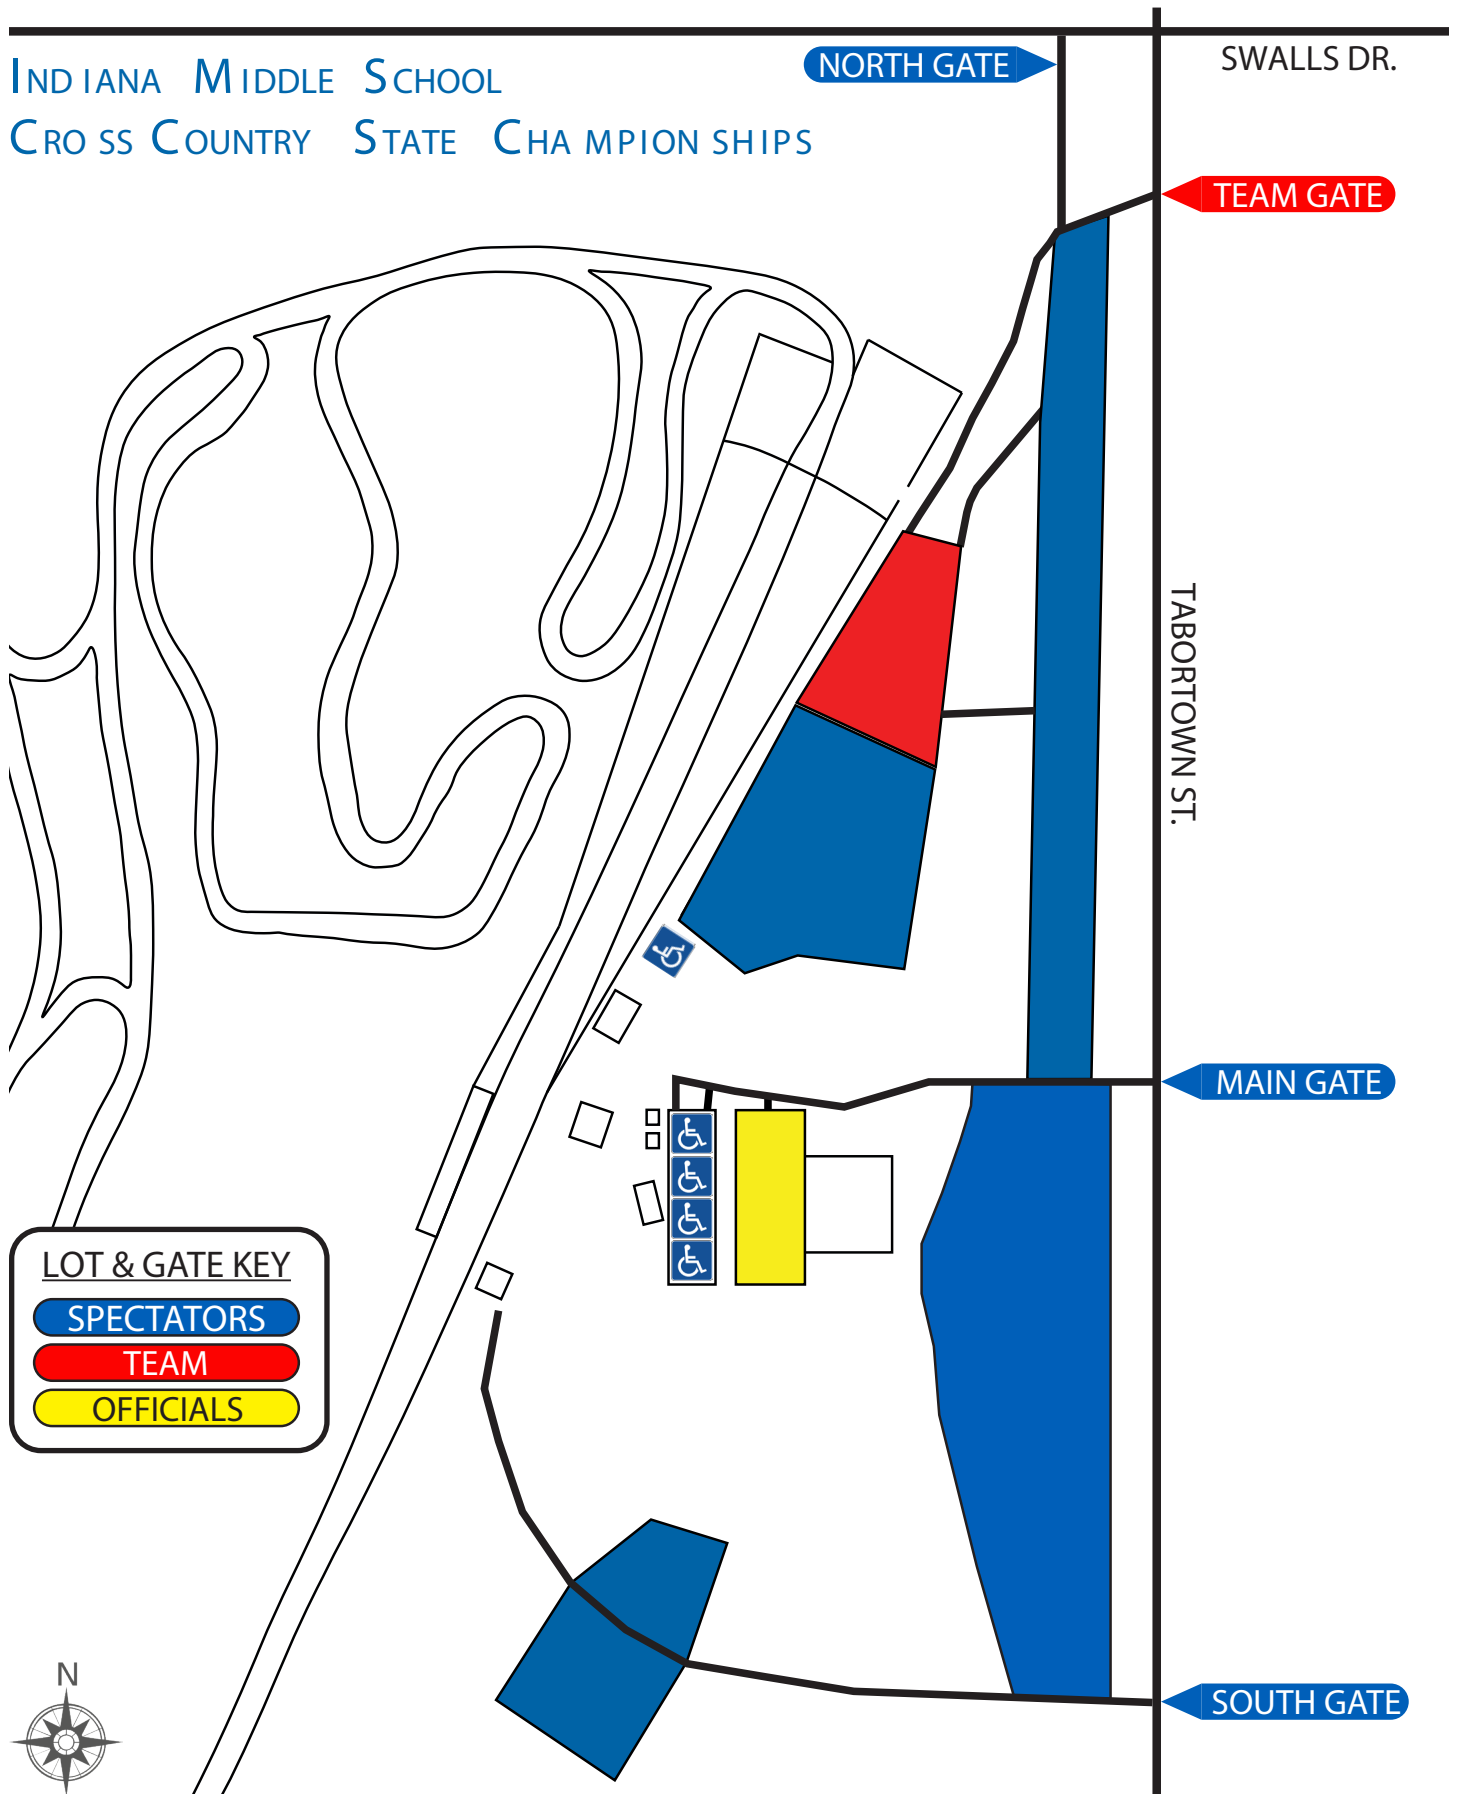 INDIANA MIDDLE SCHOOL
CROSS COUNTRY STATE CHAMPIONSHIPS
NORTH GATE
SWALLS DR.
TEAM GATE
TABORTOWN ST.
MAIN GATE
LOT & GATE KEY
SPECTATORS
TEAM
OFFICIALS
N
SOUTH GATE